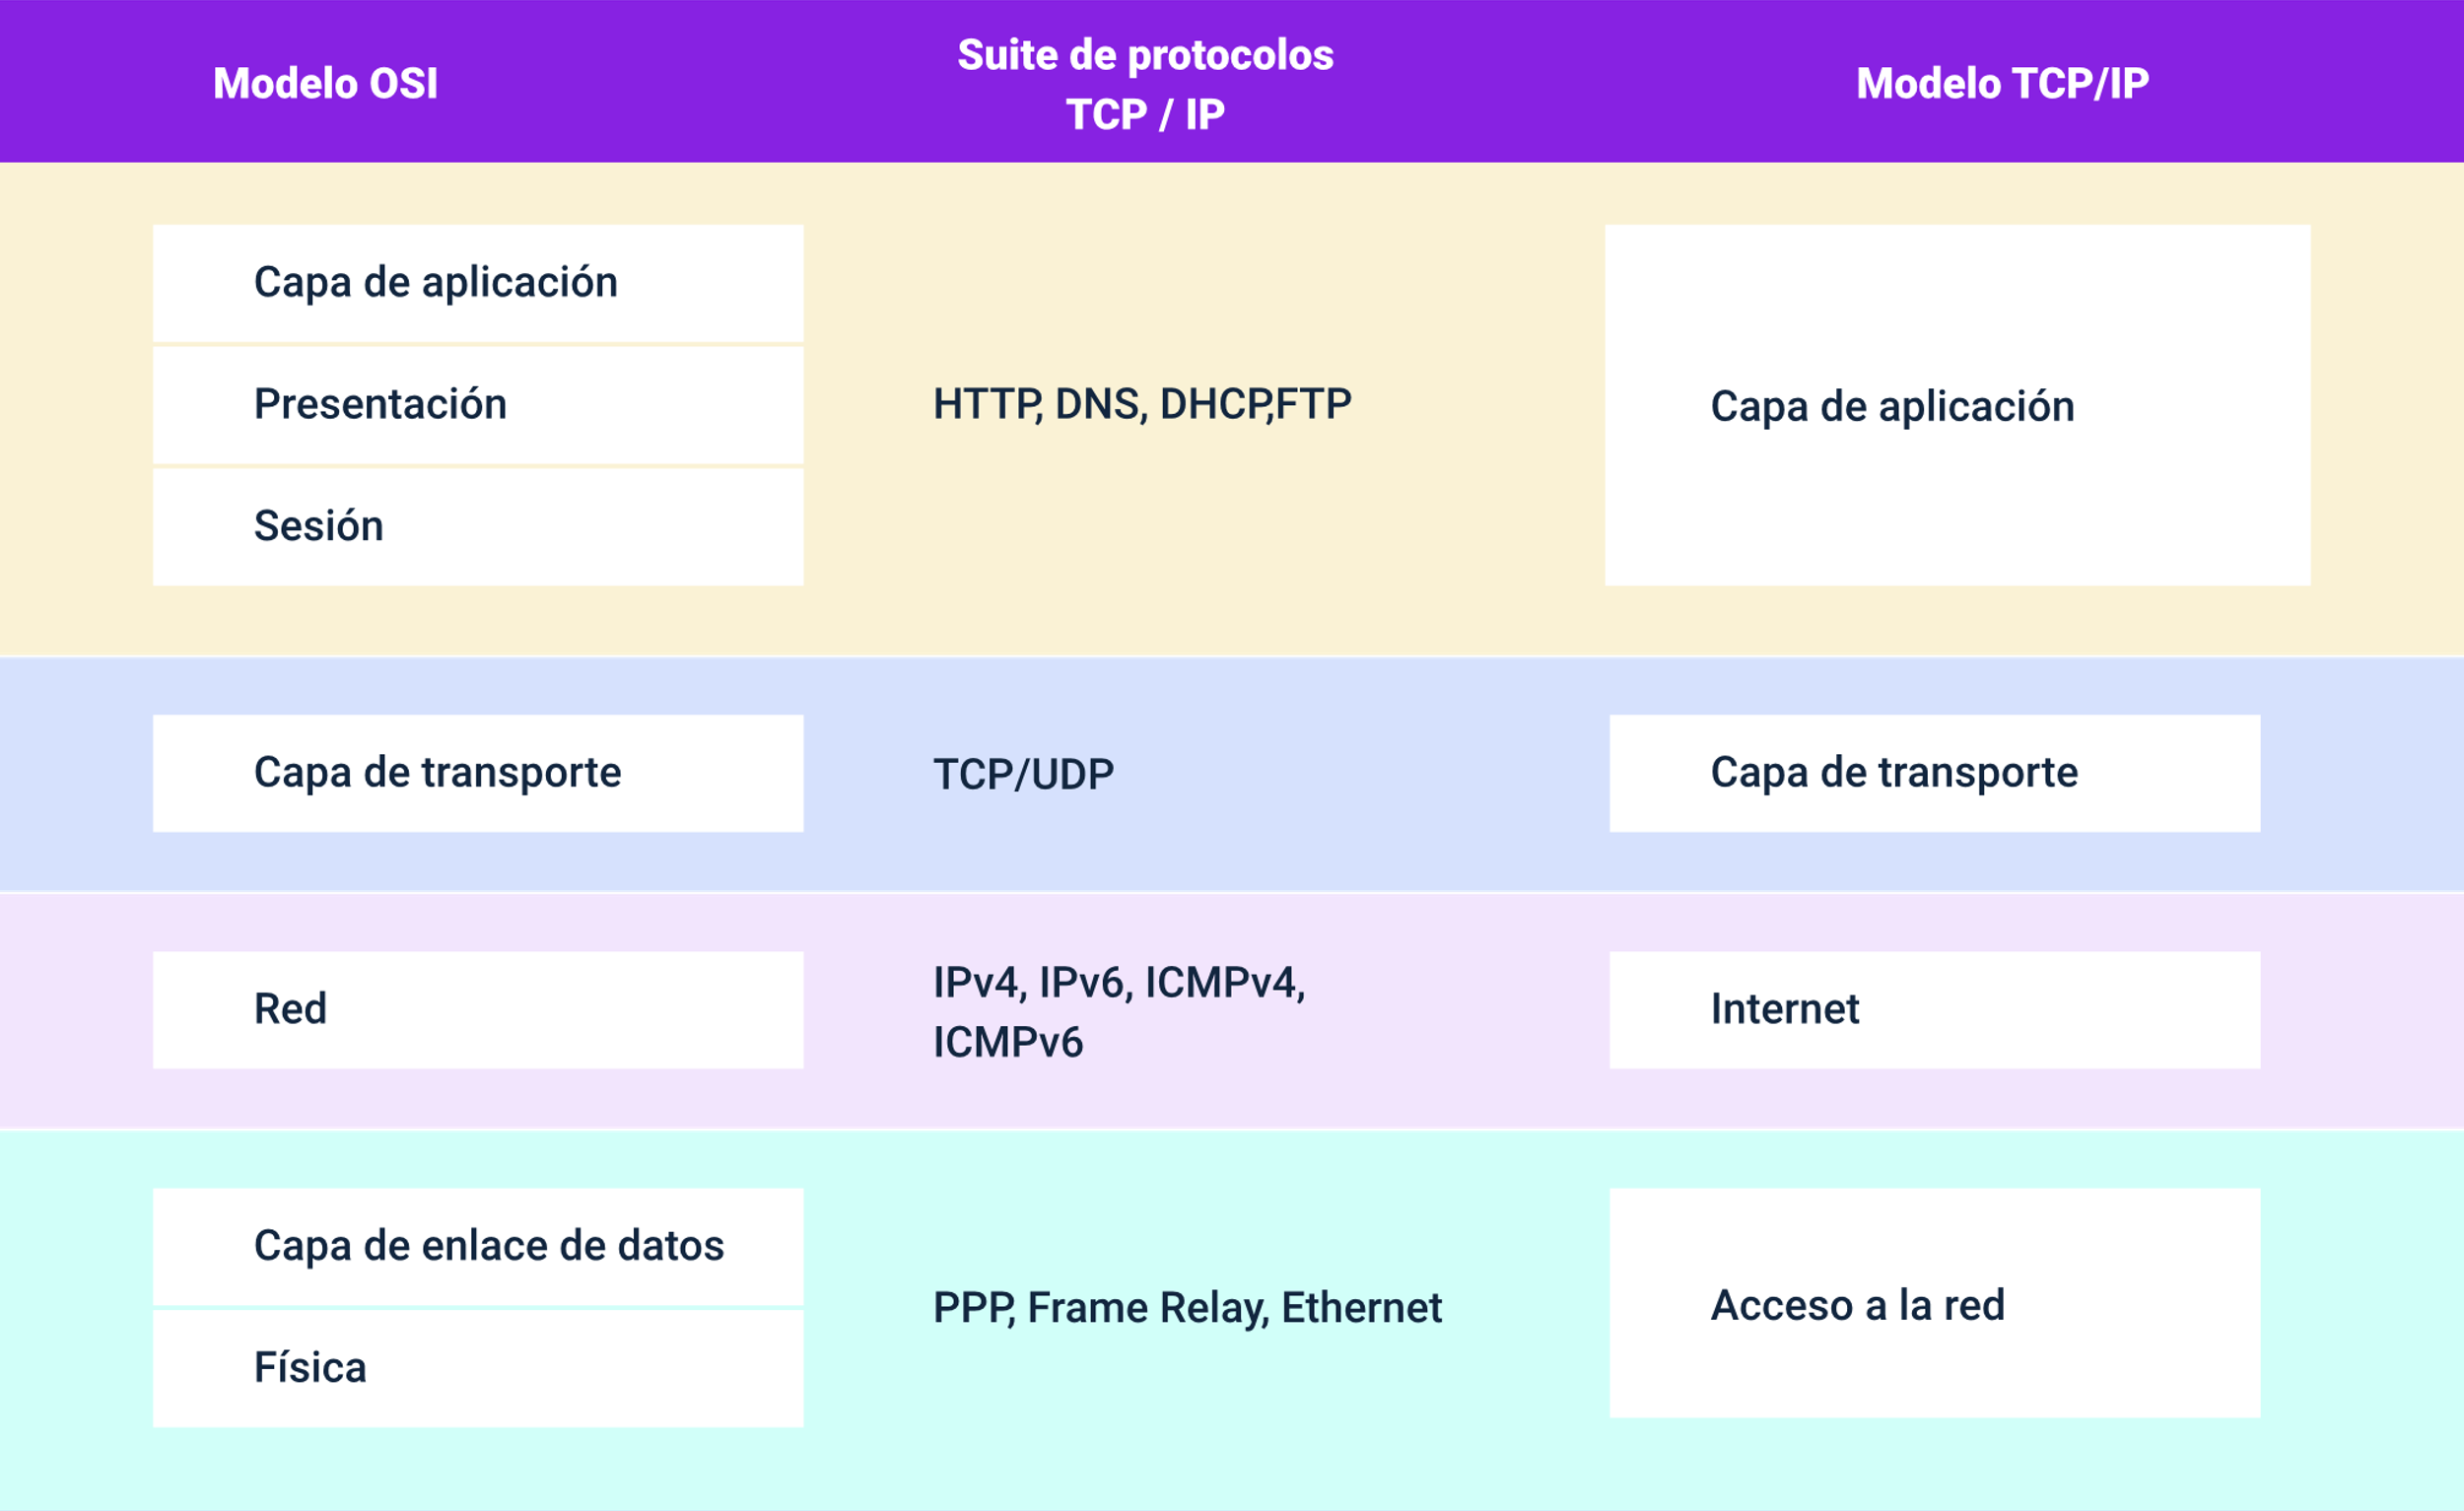 Modelo OSI
Suite de protocolos
TCP / IP
Modelo TCP/IP
Capa de aplicación
Presentación
Sesión
HTTP, DNS, DHCP,FTP
Capa de aplicación
Capa de transporte
TCP/UDP
Capa de transporte
Red
IPv4, IPv6, ICMPv4,
ICMPv6
Internet
Capa de enlace de datos
Física
PPP, Frame Relay, Ethernet
Acceso a la red